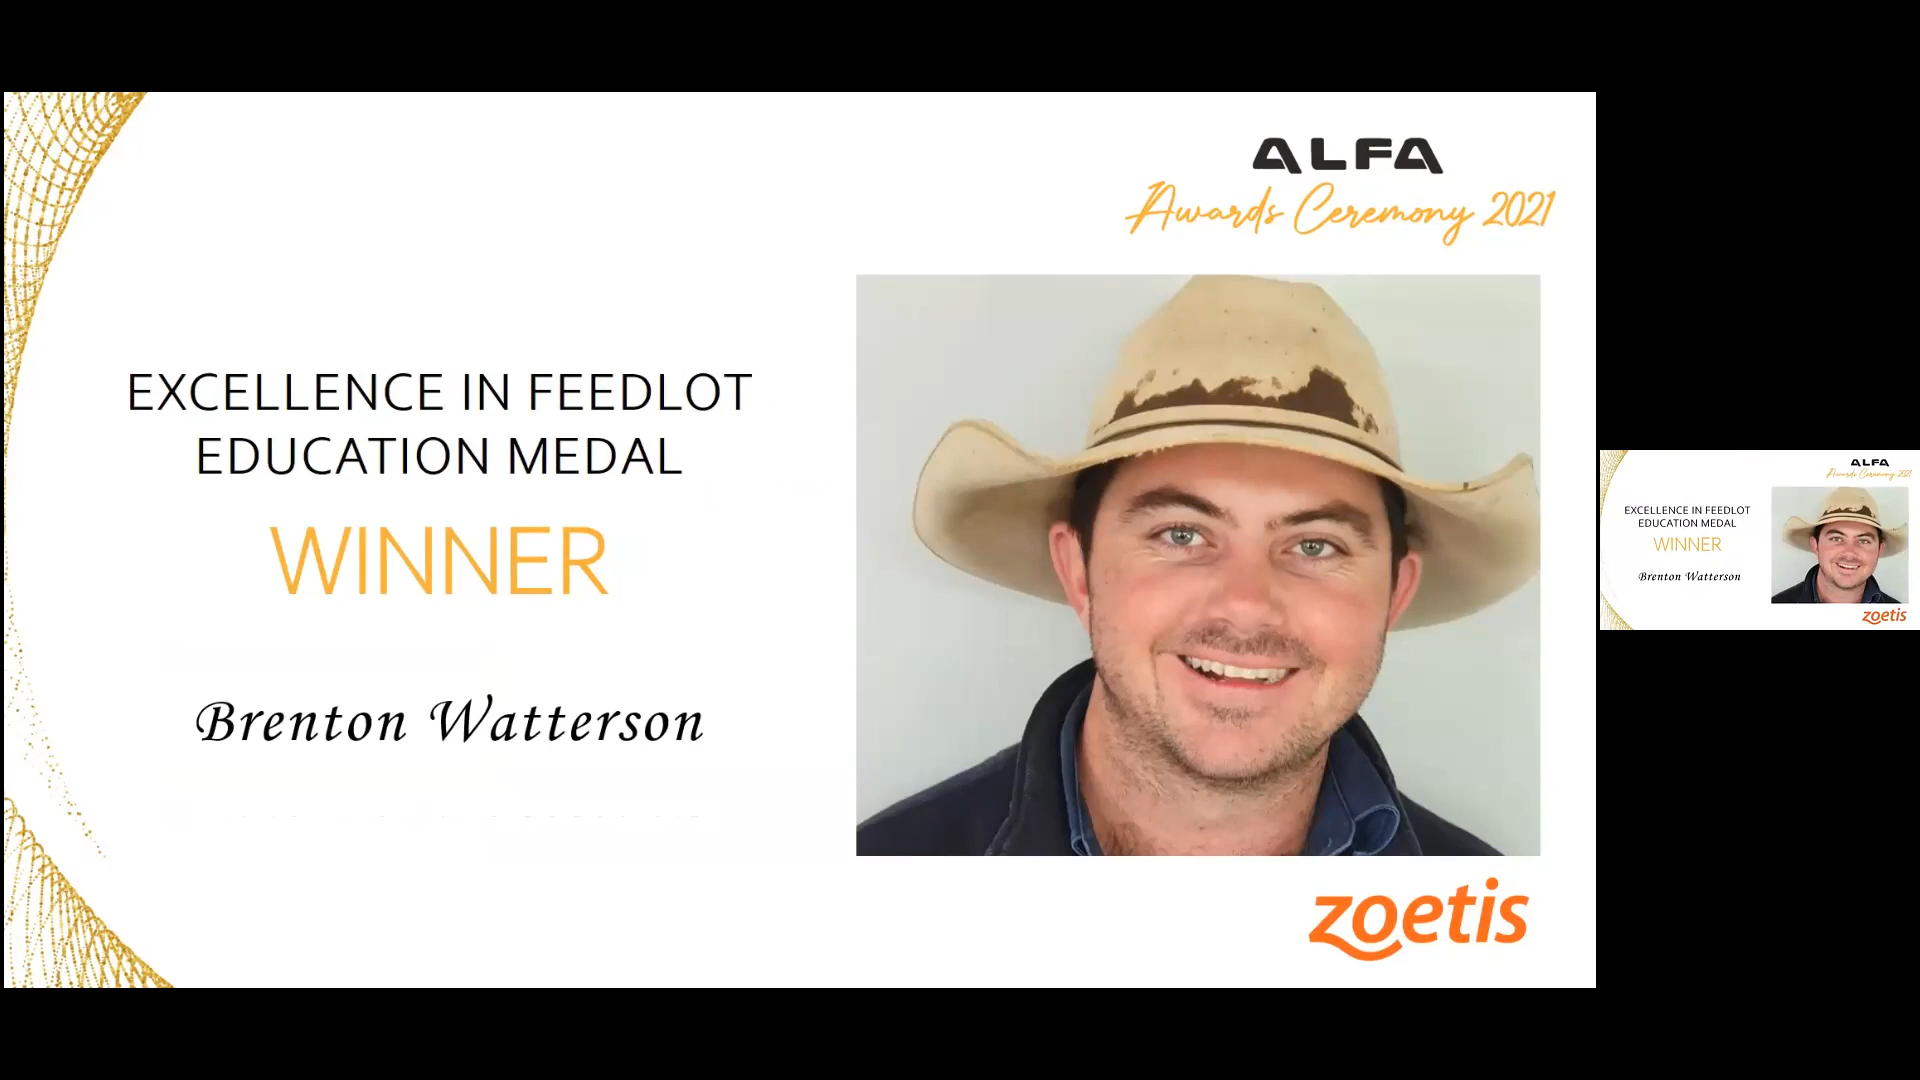 ALFA
Awards Ceremony 2021
EXCELLENCE IN FEEDLOT
EDUCATION MEDAL
WINNER
Brenton Watterson
zoetis
ALFA
Awards Ceremony 2021
EXCELLENCE IN FEEDLOT
EDUCATION MEDAL
WINNER
Brenton Watterson
zoetis